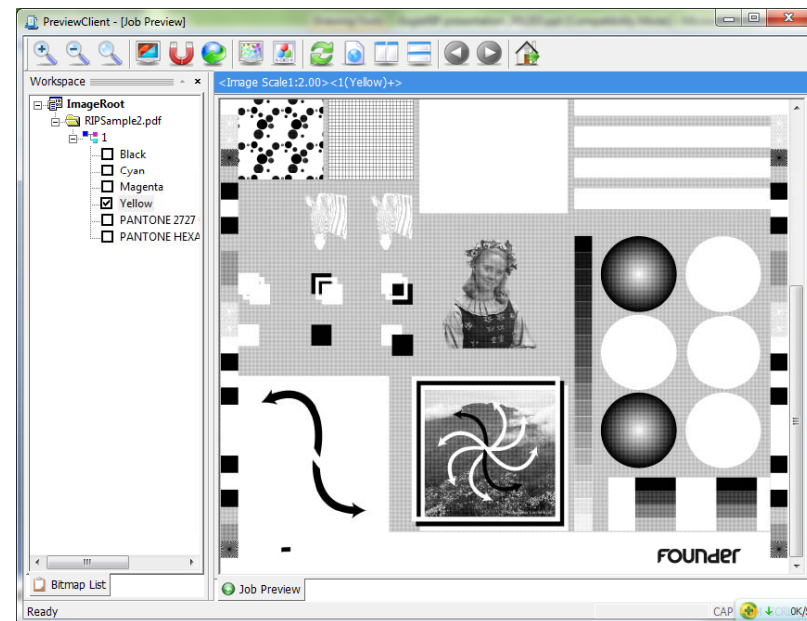 PreviewClient - [Job Preview]
Workspace
<Image Scale1:2.00><1(Yellow)+>
ImageRoot
RIPSample2.pdf
1
Black
Cyan
Magenta
Yellow
PANTONE 2727
PANTONE HEXA
FOUNDER
Bitmap List
Job Preview
Ready
CAP
0K/S